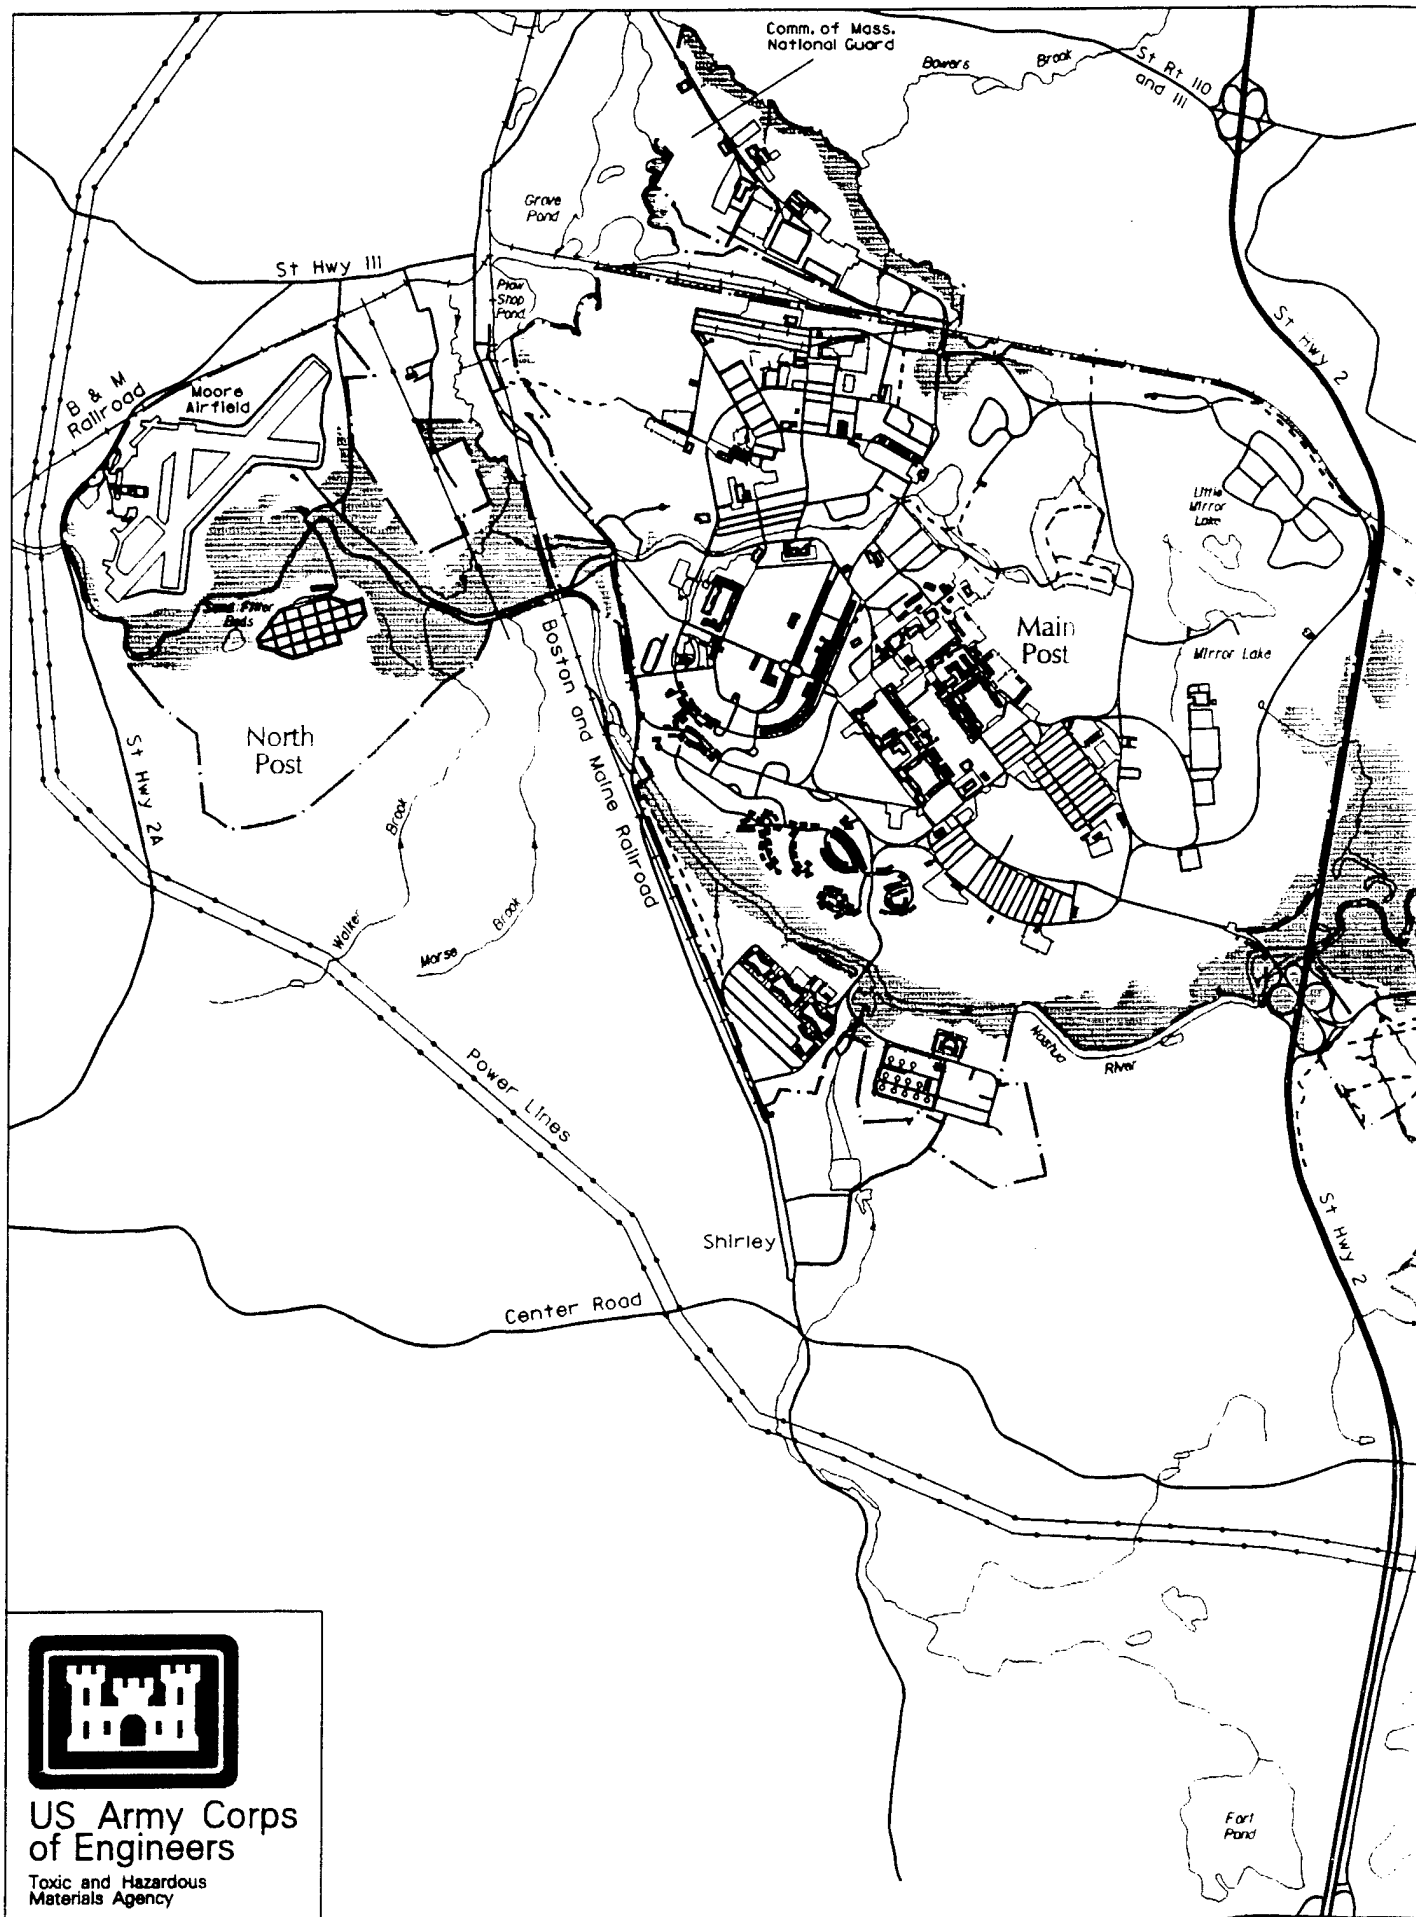 Comm. of Mass.
National Guard
Bowers Brook
St Rt 110
and 111
Grove
Pond
St Hwy 111
Plow
Shop
Pond
St Hwy 2
B & M
Railroad
Moore
Airfield
Little
Mirror
Lake
Sand Filter
Beds
Main
Post
Mirror Lake
North
Post
Boston and Maine Railroad
St Hwy 2A
Walker Brook
Morse Brook
Nashua River
Power Lines
St Hwy 2
Shirley
Center Road
Fort
Pond
US Army Corps
of Engineers
Toxic and Hazardous
Materials Agency